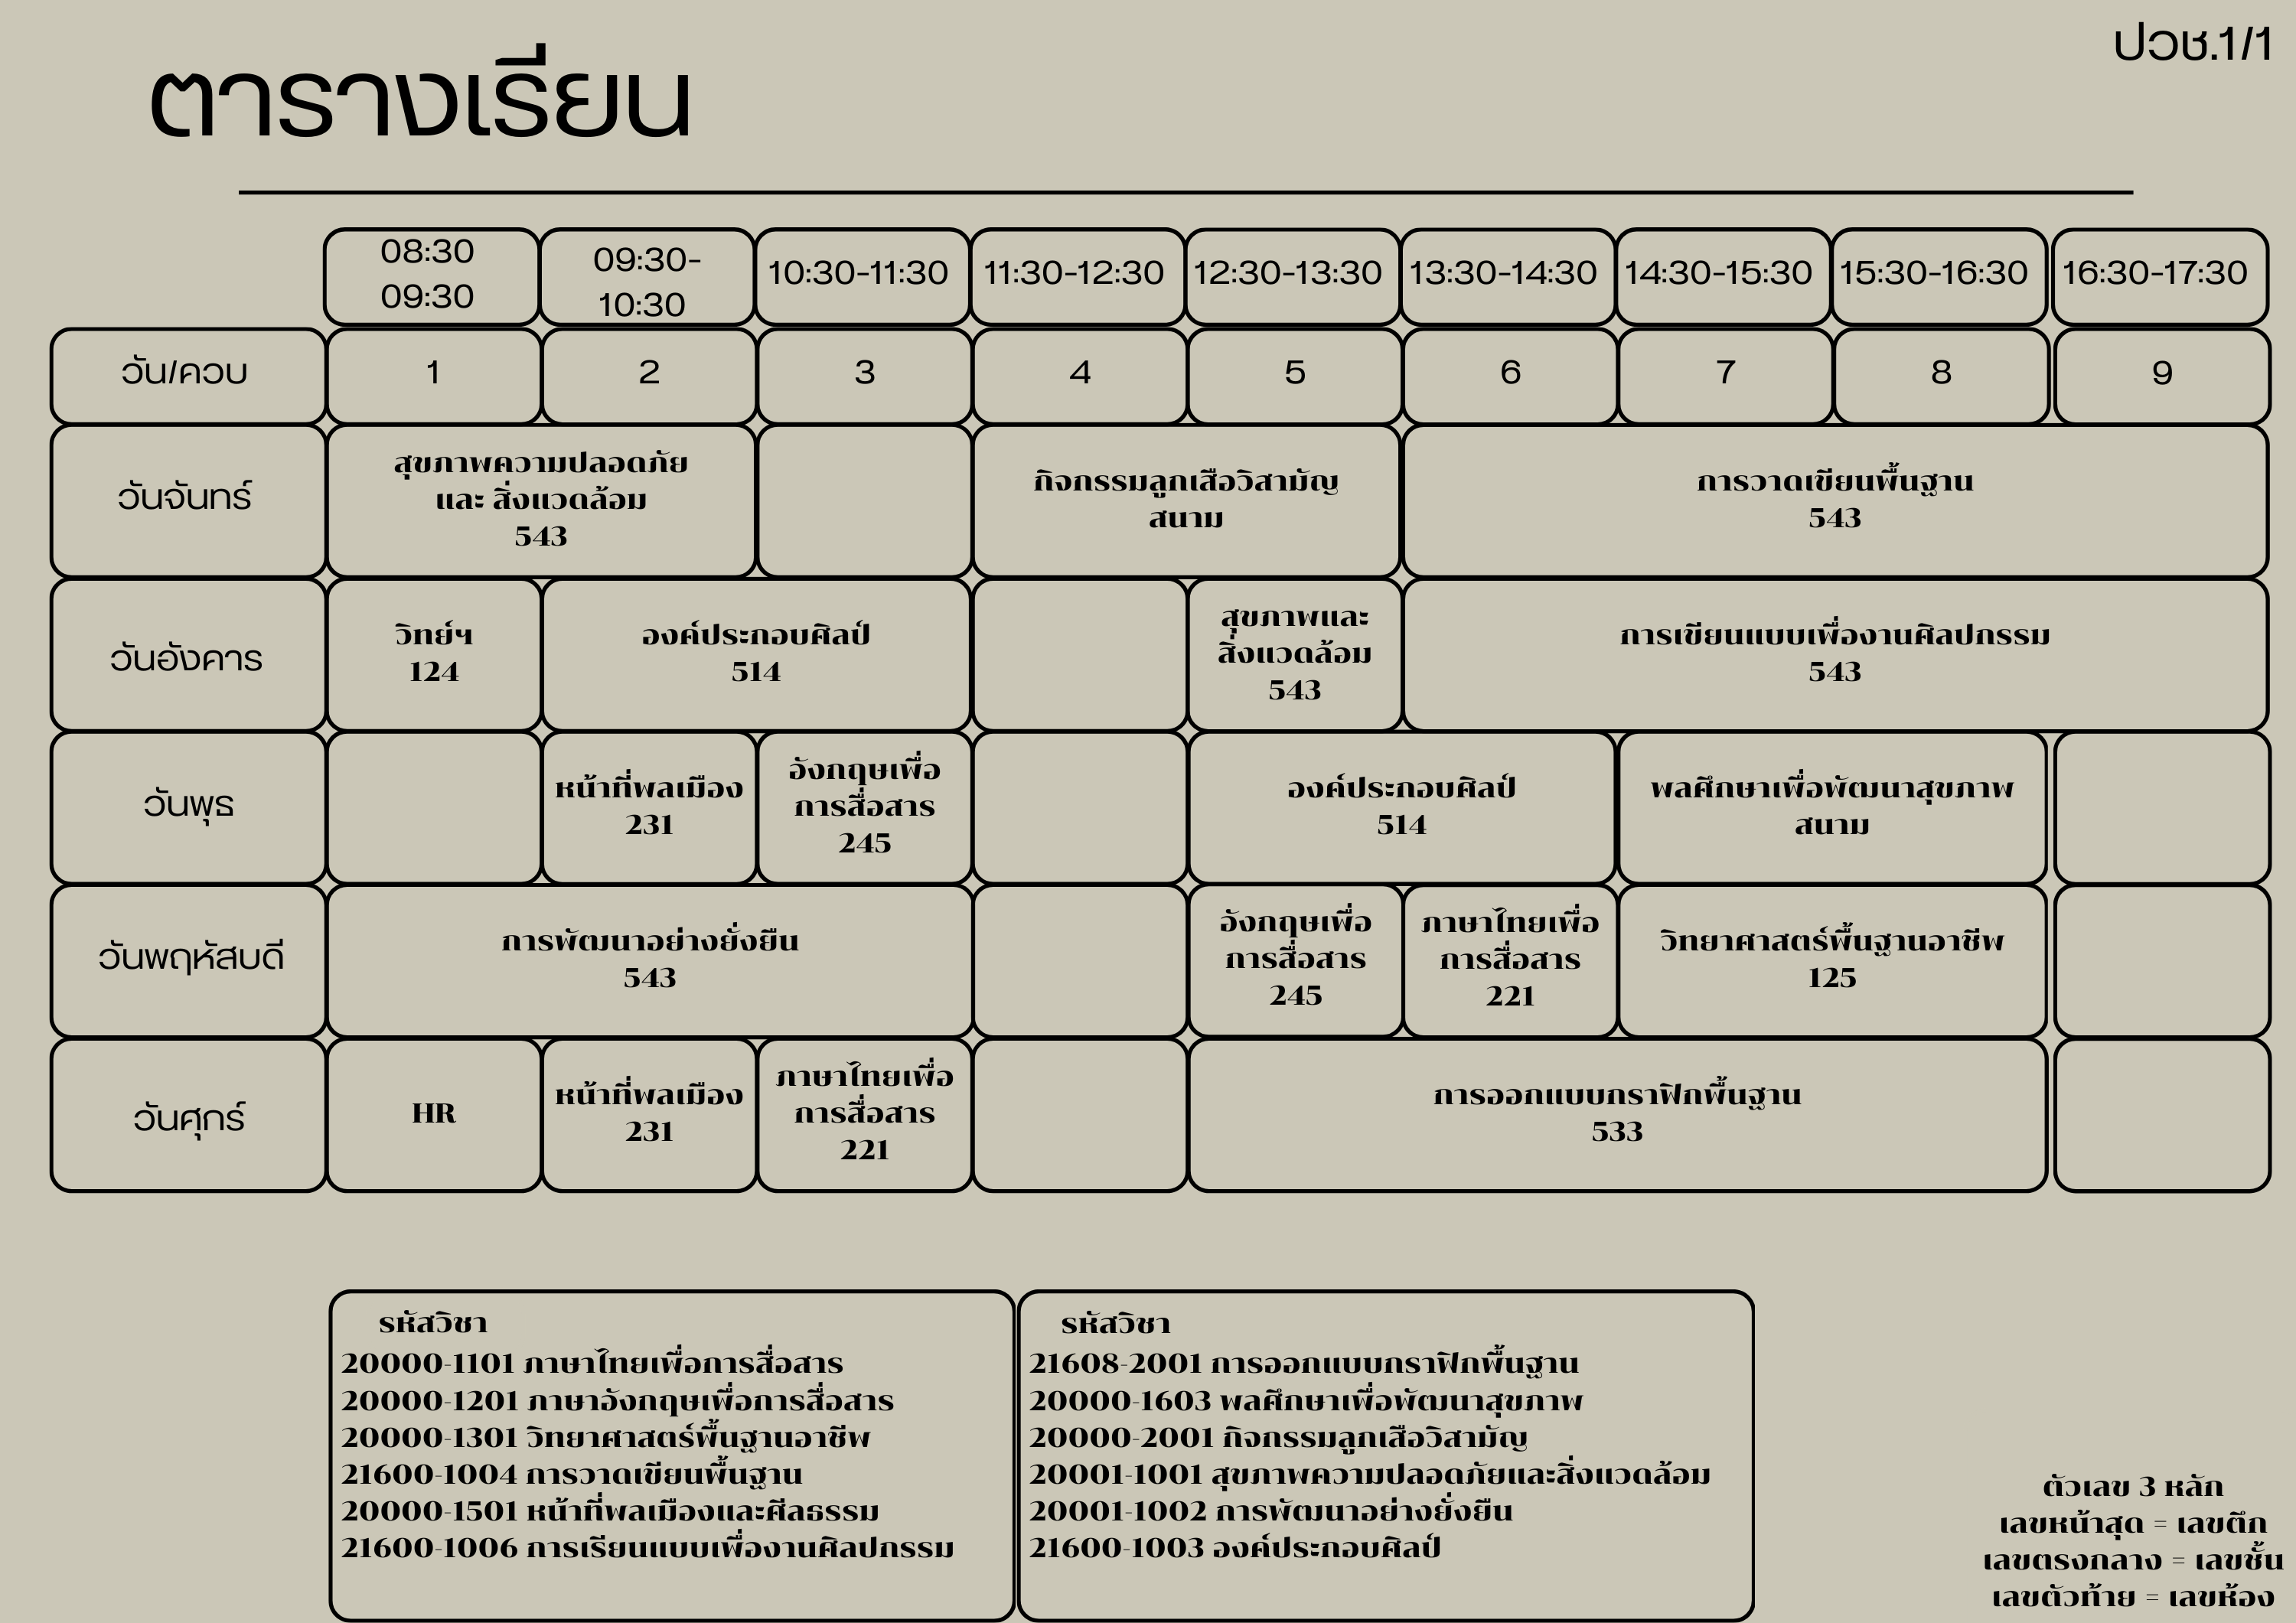 ปวช.1/1
ตารางเรียน
08:30
09:30
09:30-
10:30
10:30-11:30
11:30-12:30
12:30-13:30
13:30-14:30
14:30-15:30
15:30-16:30
16:30-17:30
วัน/ควบ
1
2
3
4
5
6
7
8
9
วันจันทร์
สุขภาพความปลอดภัย
และ สิ่งแวดล้อม
543
กิจกรรมลูกเสือวิสามัญ
สนาม
การวาดเขียนพื้นฐาน
543
วันอังคาร
วิทย์ฯ
124
องค์ประกอบศิลป์
514
สุขภาพและ
สิ่งแวดล้อม
543
การเขียนแบบเพื่องานศิลปกรรม
543
วันพุธ
หน้าที่พลเมือง
231
อังกฤษเพื่อ
การสื่อสาร
245
องค์ประกอบศิลป์
514
พลศึกษาเพื่อพัฒนาสุขภาพ
สนาม
วันพฤหัสบดี
การพัฒนาอย่างยั่งยืน
543
อังกฤษเพื่อ
การสื่อสาร
245
ภาษาไทยเพื่อ
การสื่อสาร
221
วิทยาศาสตร์พื้นฐานอาชีพ
125
วันศุกร์
HR
หน้าที่พลเมือง
231
ภาษาไทยเพื่อ
การสื่อสาร
221
การออกแบบกราฟิกพื้นฐาน
533
รหัสวิชา
20000-1101 ภาษาไทยเพื่อการสื่อสาร
20000-1201 ภาษาอังกฤษเพื่อการสื่อสาร
20000-1301 วิทยาศาสตร์พื้นฐานอาชีพ
21600-1004 การวาดเขียนพื้นฐาน
20000-1501 หน้าที่พลเมืองและศีลธรรม
21600-1006 การเรียนแบบเพื่องานศิลปกรรม
รหัสวิชา
21608-2001 การออกแบบกราฟิกพื้นฐาน
20000-1603 พลศึกษาเพื่อพัฒนาสุขภาพ
20000-2001 กิจกรรมลูกเสือวิสามัญ
20001-1001 สุขภาพความปลอดภัยและสิ่งแวดล้อม
20001-1002 การพัฒนาอย่างยั่งยืน
21600-1003 องค์ประกอบศิลป์
ตัวเลข 3 หลัก
เลขหน้าสุด = เลขตึก
เลขตรงกลาง = เลขชั้น
เลขตัวท้าย = เลขห้อง